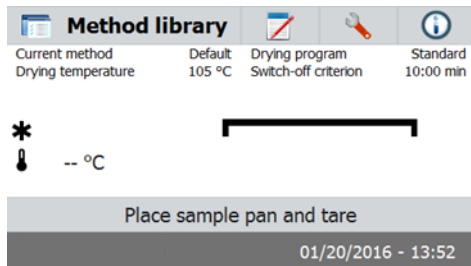 Method library
Current method Default Drying program Standard
Drying temperature 105 °C Switch-off criterion 10:00 min
-- °C
Place sample pan and tare
01/20/2016 - 13:52